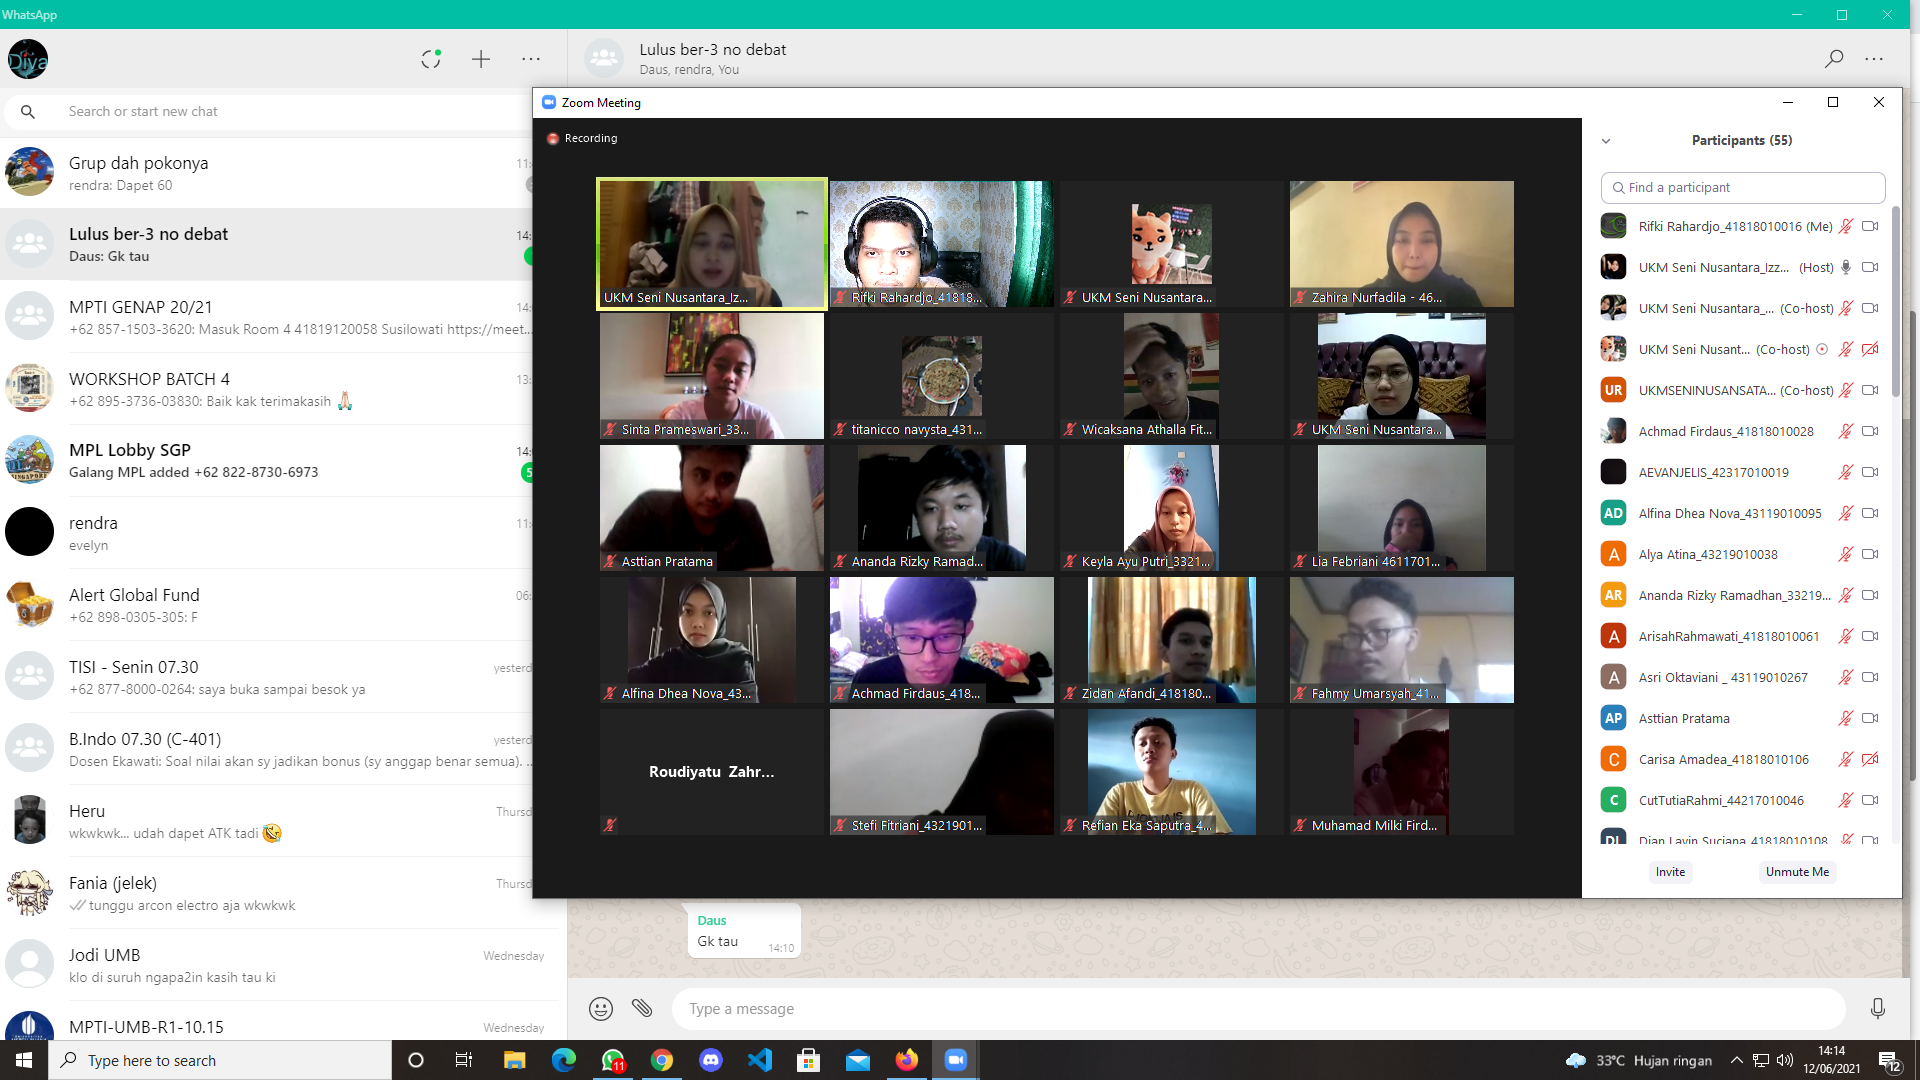 WhatsApp
Diva
Search or start new chat
Grup dah pokonya
11:
rendra: Dapet 60
Lulus ber-3 no debat
14:
Daus: Gk tau
MPTI GENAP 20/21
14:
+62 857-1503-3620: Masuk Room 4 41819120058 Susilowati https://meet...
WORKSHOP BATCH 4
13:
+62 895-3736-03830: Baik kak terimakasih 🙏🏻
MPL Lobby SGP
14:
Galang MPL added +62 822-8730-6973
5
SINGAPORE
rendra
11:
evelyn
Alert Global Fund
06:
+62 898-0305-305: F
TISI - Senin 07.30
yesterd
+62 877-8000-0264: saya buka sampai besok ya
B.Indo 07.30 (C-401)
yesterd
Dosen Ekawati: Soal nilai akan sy jadikan bonus (sy anggap benar semua). ...
Heru
Thursd
wkwkwk... udah dapet ATK tadi 🤣
Fania (jelek)
Thursd
tunggu arcon electro aja wkwkwk
Jodi UMB
Wednesday
klo di suruh ngapa2in kasih tau ki
MPTI-UMB-R1-10.15
Wednesday
Lulus ber-3 no debat
Daus, rendra, You
Zoom Meeting
Recording
UKM Seni Nusantara_Iz...
Rifki Rahardjo_41818...
UKM Seni Nusantara...
Zahira Nurfadila - 46...
Sinta Prameswari_33...
titanicco navysta_431...
Wicaksana Athalla Fit...
UKM Seni Nusantara...
Asttian Pratama
Ananda Rizky Ramad...
Keyla Ayu Putri_3321...
Lia Febriani 4611701...
Alfina Dhea Nova_43...
Achmad Firdaus_418...
Zidan Afandi_418180...
Fahmy Umarsyah_41...
Roudiyatu Zahr...
Stefi Fitriani_4321901...
Refian Eka Saputra_4...
Muhamad Milki Fird...
Participants (55)
Find a participant
Rifki Rahardjo_41818010016 (Me)
UKM Seni Nusantara_Izz... (Host)
UKM Seni Nusantara_... (Co-host)
UKM Seni Nusant... (Co-host)
UR UKMSENINUSANSATA... (Co-host)
Achmad Firdaus_41818010028
AEVANJELIS_42317010019
AD Alfina Dhea Nova_43119010095
A Alya Atina_43219010038
AR Ananda Rizky Ramadhan_33219...
A ArisahRahmawati_41818010061
A Asri Oktaviani _ 43119010267
AP Asttian Pratama
C Carisa Amadea_41818010106
C CutTutiaRahmi_44217010046
DL Dian Lavin Suciana_41818010108
Invite
Unmute Me
Daus
Gk tau
14:10
Type a message
Type here to search
11
33°C Hujan ringan
14:14
12/06/2021
12